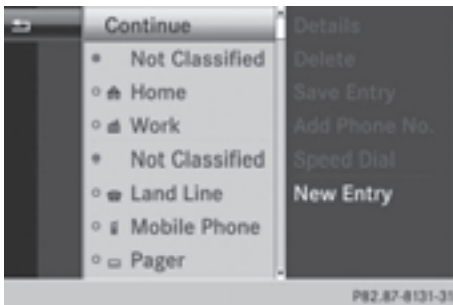 Continue
Not Classified
Home
Work
Not Classified
Land Line
Mobile Phone
Pager
Details
Delete
Save Entry
Add Phone No.
Speed Dial
New Entry
P82.87-8131-31